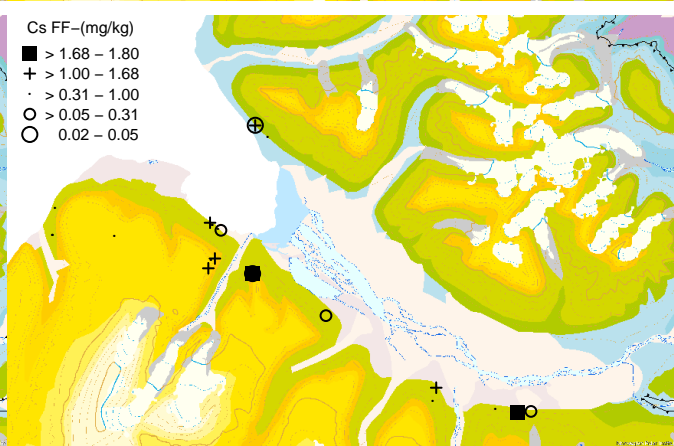 Cs FF−(mg/kg)
> 1.68 − 1.80
> 1.00 − 1.68
> 0.31 − 1.00
> 0.05 − 0.31
0.02 − 0.05